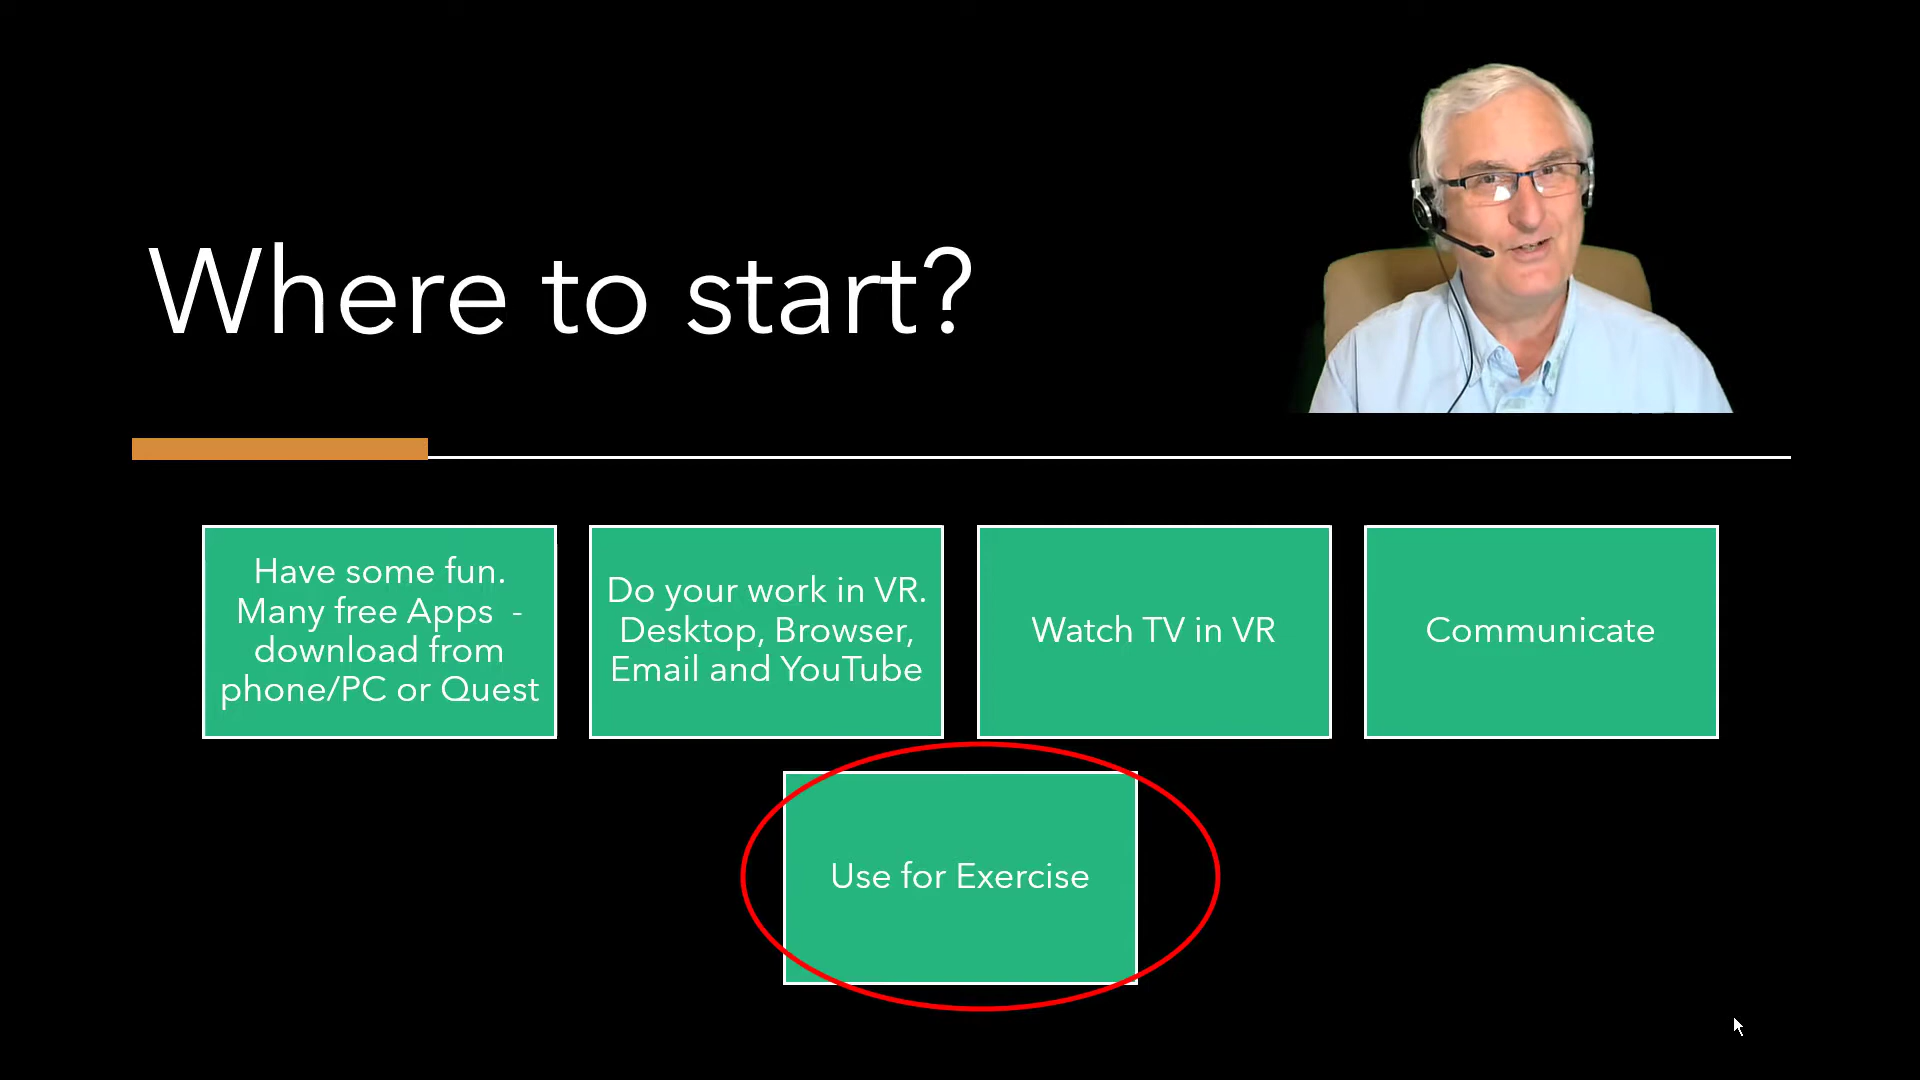 Where to start?
Have some fun.
Many free Apps  -
download from
phone/PC or Quest
Do your work in VR.
Desktop, Browser,
Email and YouTube
Watch TV in VR
Communicate
Use for Exercise